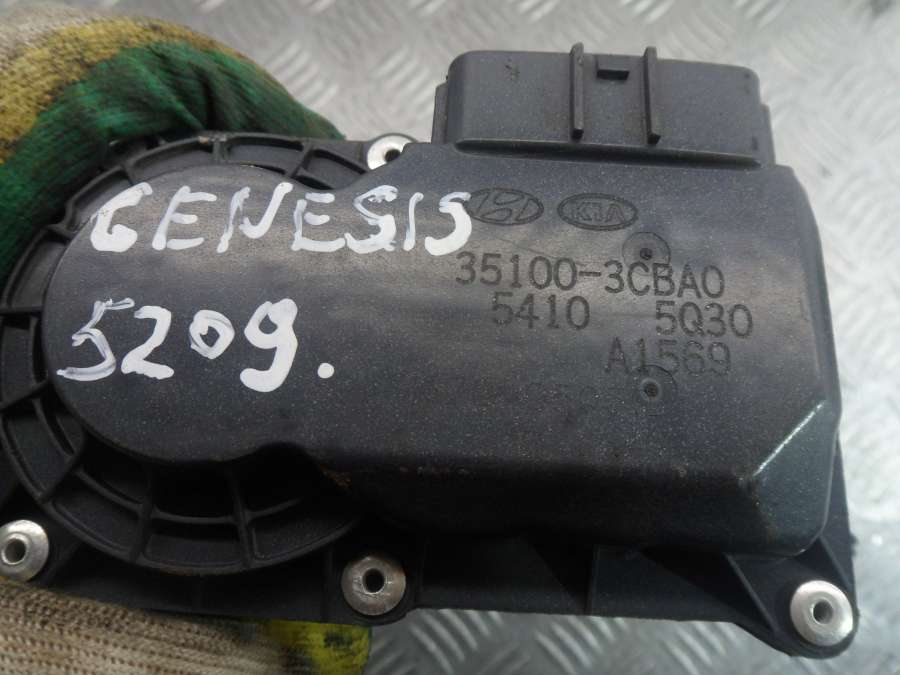 GENESIS
5209.
KIA
35100-3CBA0
5410 5Q30
A1569